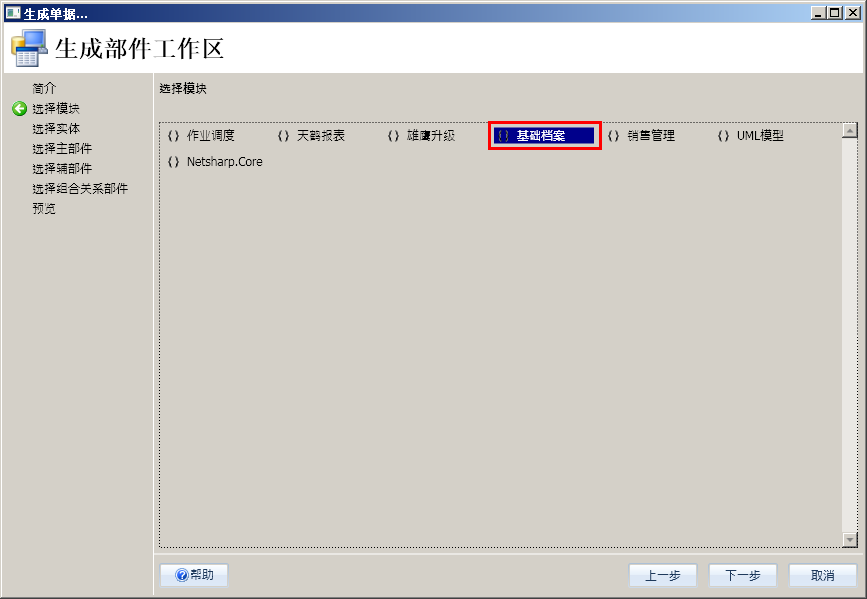 生成单据...
生成部件工作区
简介
选择模块
选择实体
选择主部件
选择辅部件
选择组合关系部件
预览
选择模块
作业调度
天鹤报表
雄鹰升级
基础档案
销售管理
UML模型
Netsharp.Core
帮助
上一步
下一步
取消